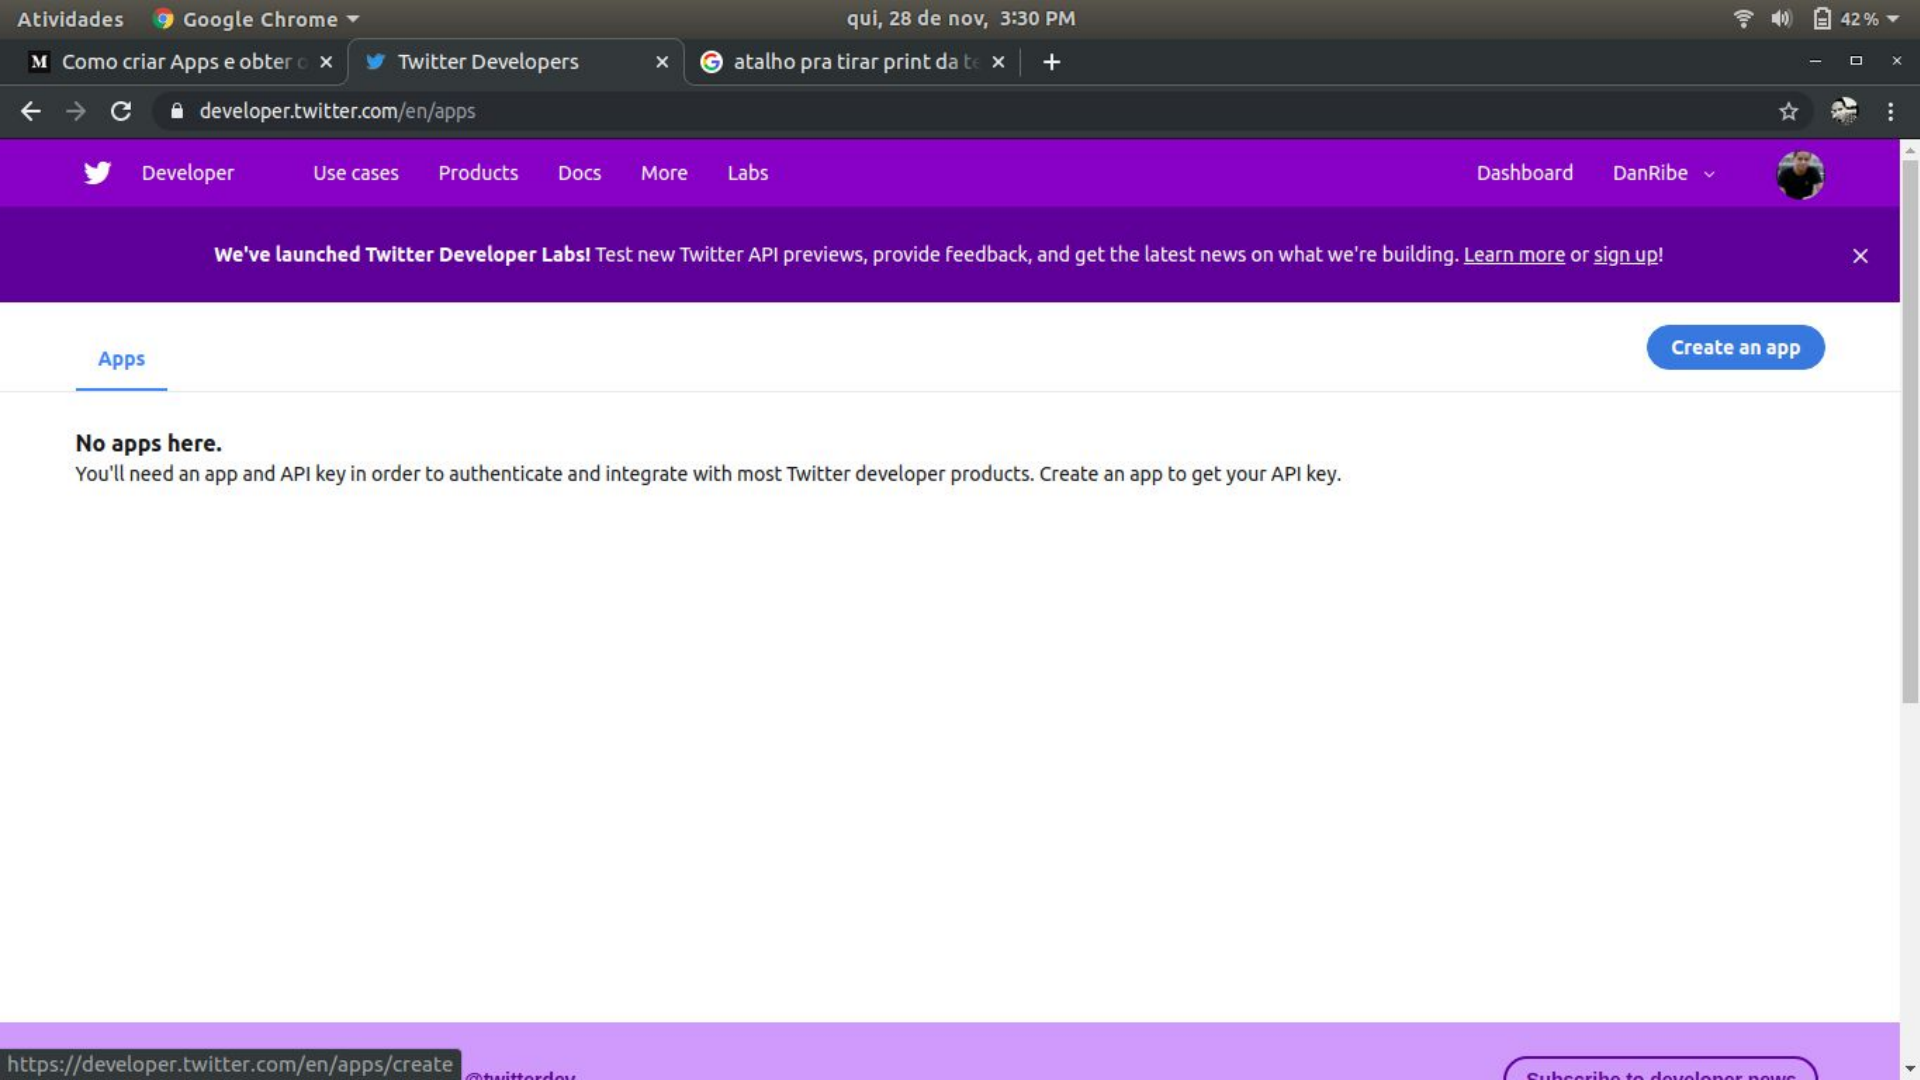 Atividades Google Chrome qui, 28 de nov, 3:30 PM 42 %
M Como criar Apps e obter Twitter Developers atalho pra tirar print da
developer.twitter.com/en/apps
Developer Use cases Products Docs More Labs Dashboard DanRibe
We've launched Twitter Developer Labs! Test new Twitter API previews, provide feedback, and get the latest news on what we're building. Learn more or sign up!
Apps Create an app
No apps here.
You'll need an app and API key in order to authenticate and integrate with most Twitter developer products. Create an app to get your API key.
https://developer.twitter.com/en/apps/create @twitterdev Subscribe to developer news